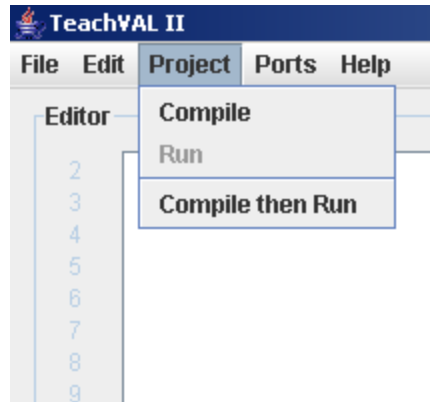 TeachVAL II
File Edit Project Ports Help
Editor
Compile
Run
Compile then Run
2
3
4
5
6
7
8
9